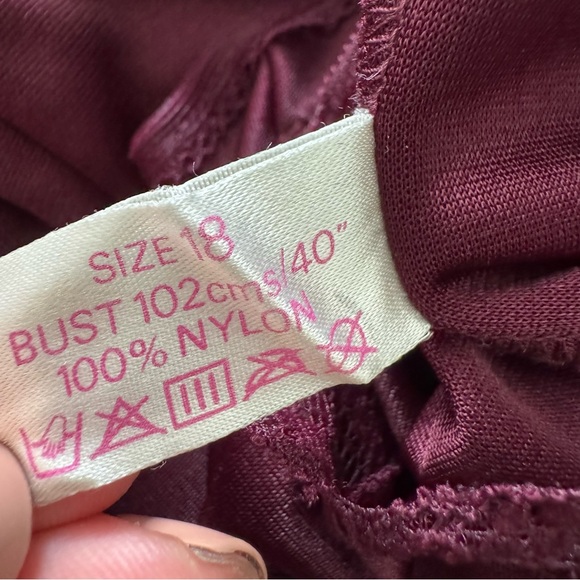 SIZE 18
BUST 102cms/40"
100% NYLON